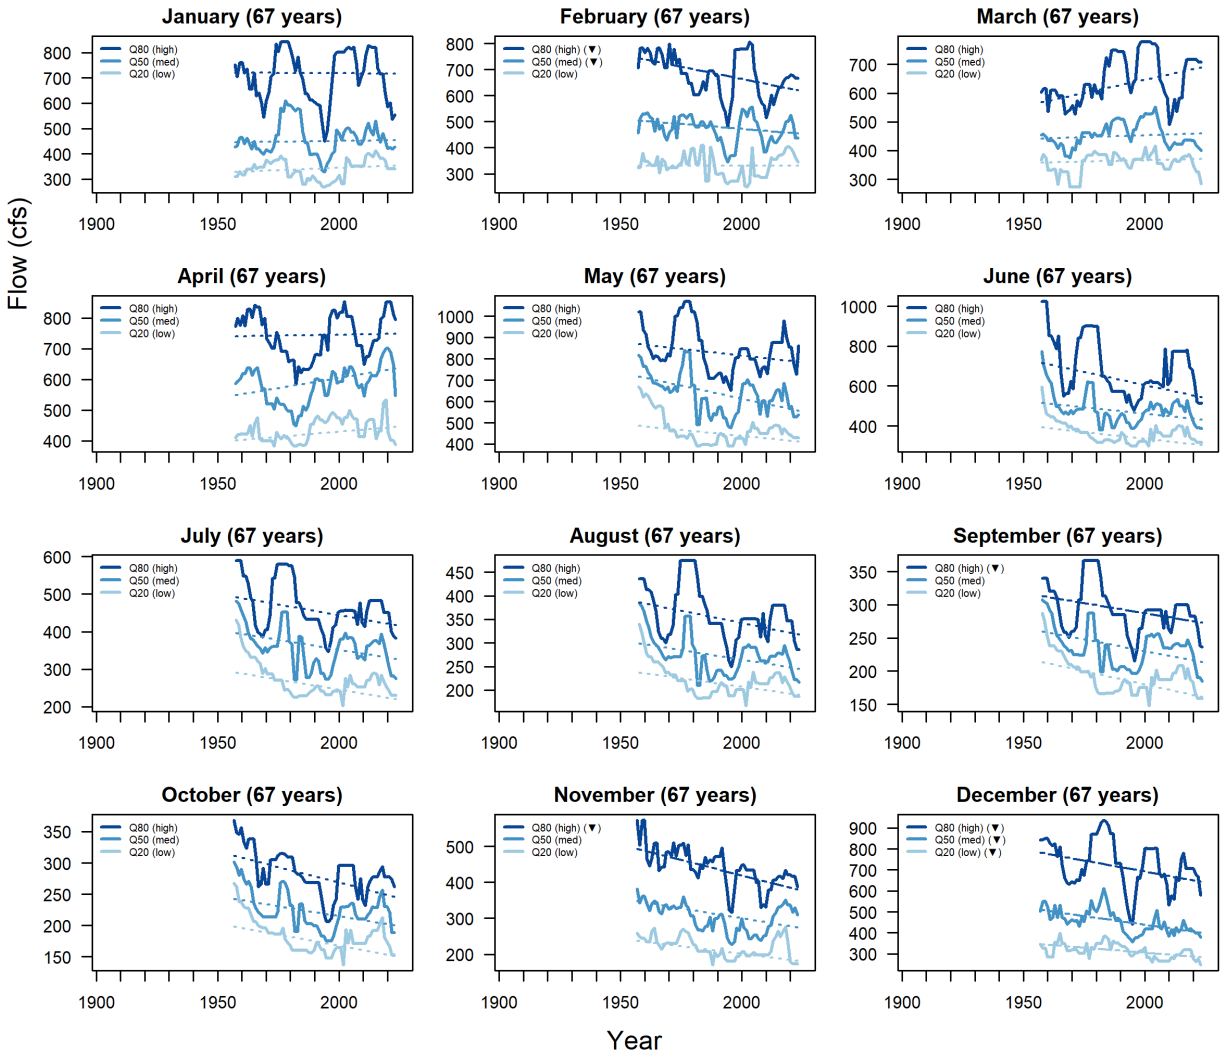 January (67 years)
Q80 (high)
Q50 (med)
Q20 (low)
800
700
600
500
400
300
1900
1950
2000
February (67 years)
Q80 (high) (▼)
Q50 (med) (▼)
Q20 (low)
800
700
600
500
400
300
1900
1950
2000
March (67 years)
Q80 (high)
Q50 (med)
Q20 (low)
700
600
500
400
300
1900
1950
2000
Flow (cfs)
April (67 years)
Q80 (high)
Q50 (med)
Q20 (low)
800
700
600
500
400
1900
1950
2000
May (67 years)
Q80 (high)
Q50 (med)
Q20 (low)
1000
900
800
700
600
500
400
1900
1950
2000
June (67 years)
Q80 (high)
Q50 (med)
Q20 (low)
1000
800
600
400
1900
1950
2000
July (67 years)
Q80 (high)
Q50 (med)
Q20 (low)
600
500
400
300
200
1900
1950
2000
August (67 years)
Q80 (high)
Q50 (med)
Q20 (low)
450
400
350
300
250
200
1900
1950
2000
September (67 years)
Q80 (high) (▼)
Q50 (med)
Q20 (low)
350
300
250
200
150
1900
1950
2000
October (67 years)
Q80 (high)
Q50 (med)
Q20 (low)
350
300
250
200
150
1900
1950
2000
November (67 years)
Q80 (high) (▼)
Q50 (med)
Q20 (low)
500
400
300
200
1900
1950
2000
December (67 years)
Q80 (high) (▼)
Q50 (med) (▼)
Q20 (low) (▼)
900
800
700
600
500
400
300
1900
1950
2000
Year